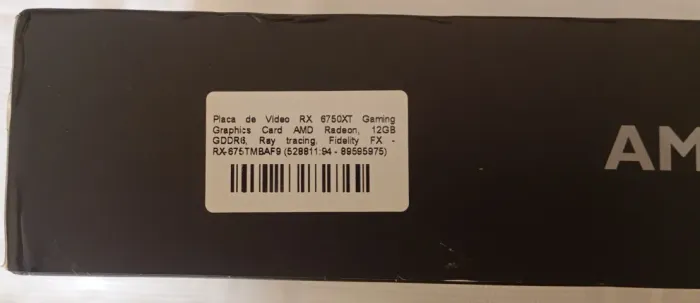 Placa de Vídeo RX 6750XT Gaming
Graphics Card AMD Radeon, 12GB
GDDR6, Ray tracing, Fidelity FX -
RX-675TMBAF9 (528811:94 - 89595975)
AM